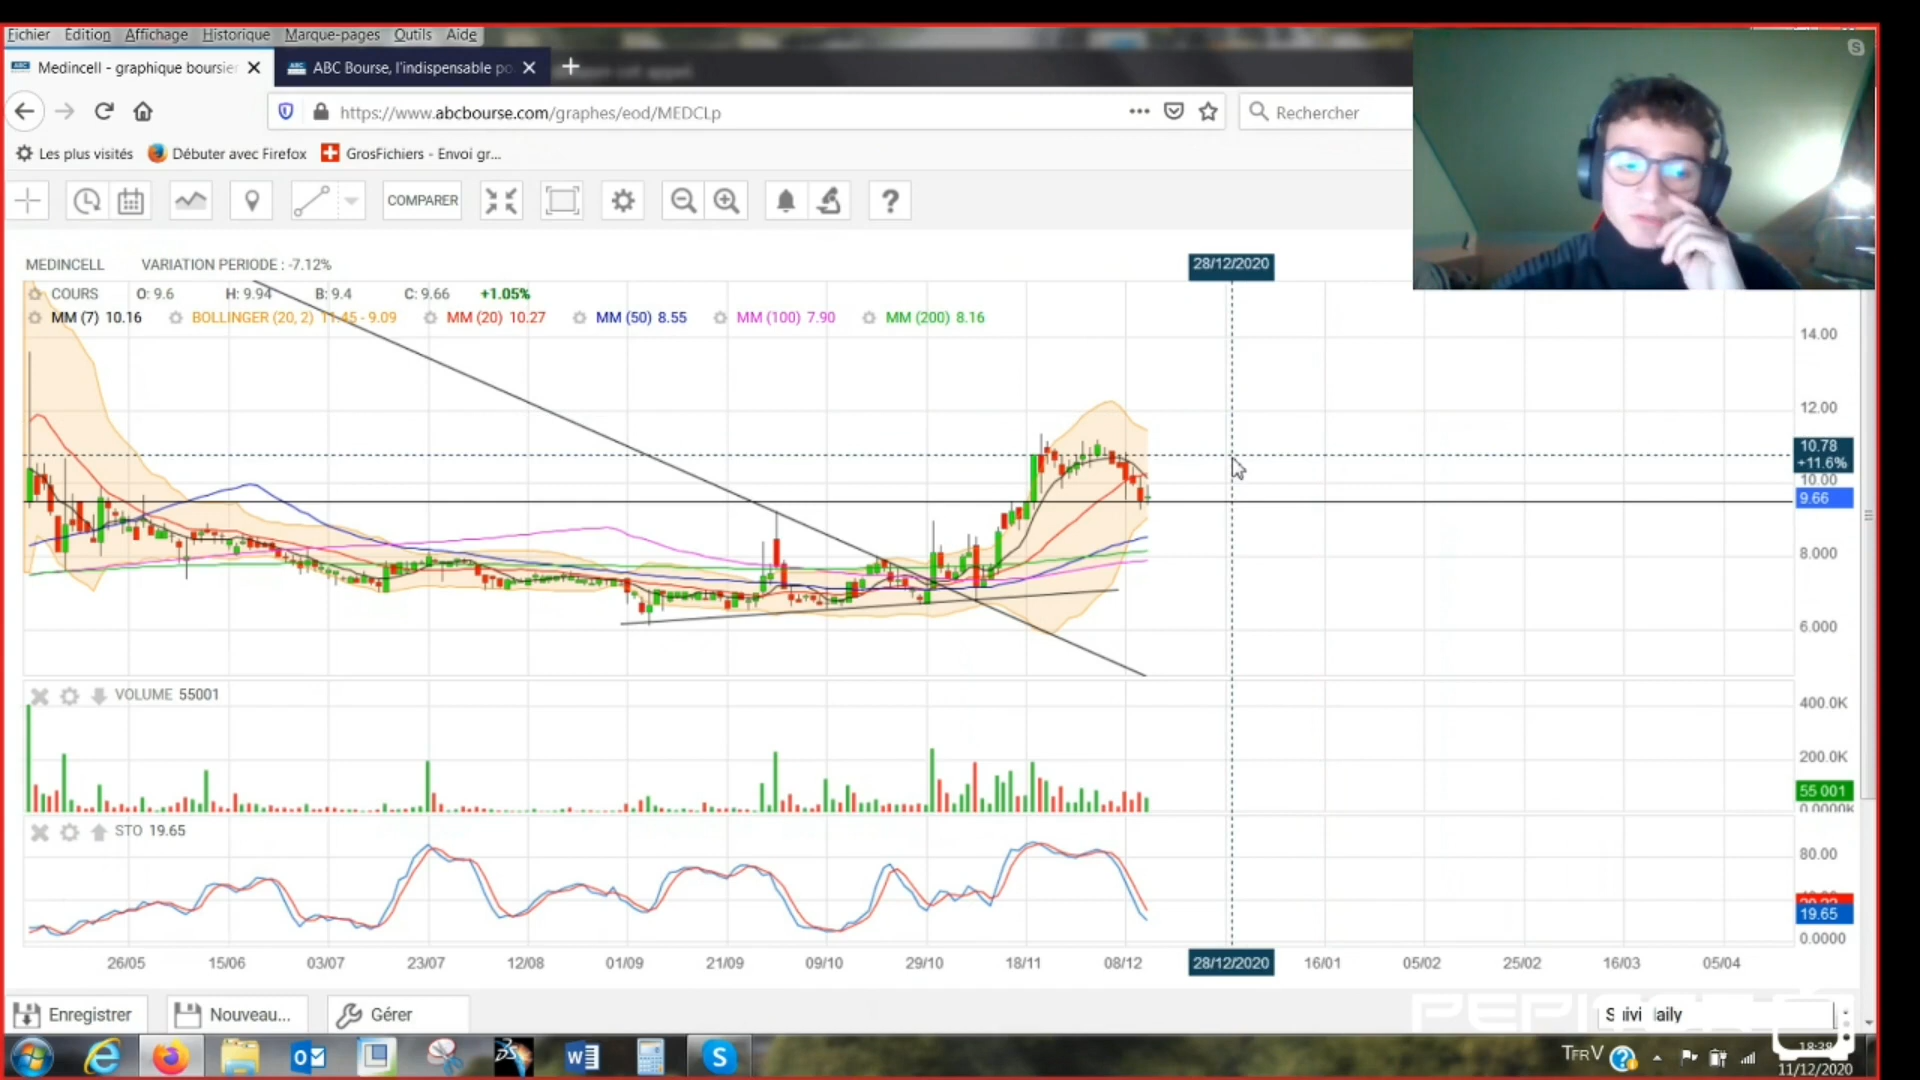 Fichier Edition Affichage Historique Marque-pages Outils Aide
Medincell - graphique boursie
ABC Bourse, l'indispensable po
https://www.abcbourse.com/graphes/eod/MEDCLp
Rechercher
Les plus visités Débuter avec Firefox GrosFichiers - Envoi gr...
COMPARER
?
MEDINCELL VARIATION PERIODE : -7.12%
28/12/2020
COURS O: 9.6 H: 9.94 B: 9.4 C: 9.66 +1.05%
MM (7) 10.16 BOLLINGER (20, 2) 11.45 - 9.09 MM (20) 10.27 MM (50) 8.55 MM (100) 7.90 MM (200) 8.16
14.00
12.00
10.78
+11.6%
10.00
9.66
8.000
6.000
VOLUME 55001
400.0K
200.0K
55 001
0.0000K
STO 19.65
80.00
19.65
0.0000
26/05 15/06 03/07 23/07 12/08 01/09 21/09 09/10 29/10 18/11 08/12 28/12/2020 16/01 05/02 25/02 16/03 05/04
Enregistrer Nouveau... Gérer
18:38
11/12/2020